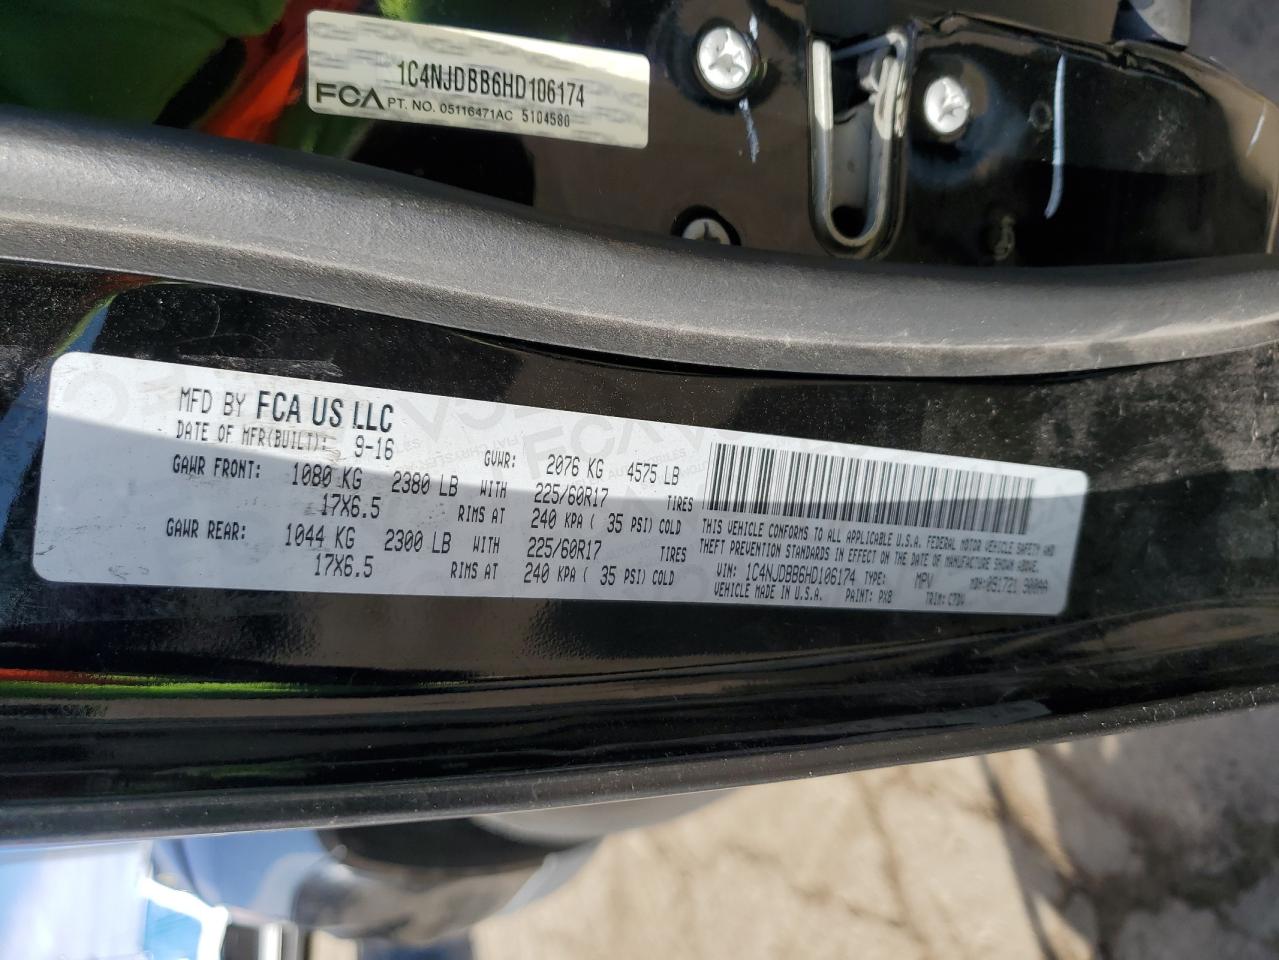 1C4NJDBB6HD106174
FCA PT. NO. 05116471AC 5104580
MFD BY FCA US LLC
DATE OF MFR(BUILT): 9-16 GVWR: 2076 KG 4575 LB
GAWR FRONT: 1080 KG 2380 LB WITH 225/60R17 TIRES
17X6.5 RIMS AT 240 KPA ( 35 PSI) COLD
GAWR REAR: 1044 KG 2300 LB WITH 225/60R17 TIRES
17X6.5 RIMS AT 240 KPA ( 35 PSI) COLD
THIS VEHICLE CONFORMS TO ALL APPLICABLE U.S.A. FEDERAL MOTOR VEHICLE SAFETY AND
THEFT PREVENTION STANDARDS IN EFFECT ON THE DATE OF MANUFACTURE SHOWN ABOVE.
VIN: 1C4NJDBB6HD106174 TYPE: MPV MDH: 091721 900AA
VEHICLE MADE IN U.S.A. PAINT: PX8 TRIM: